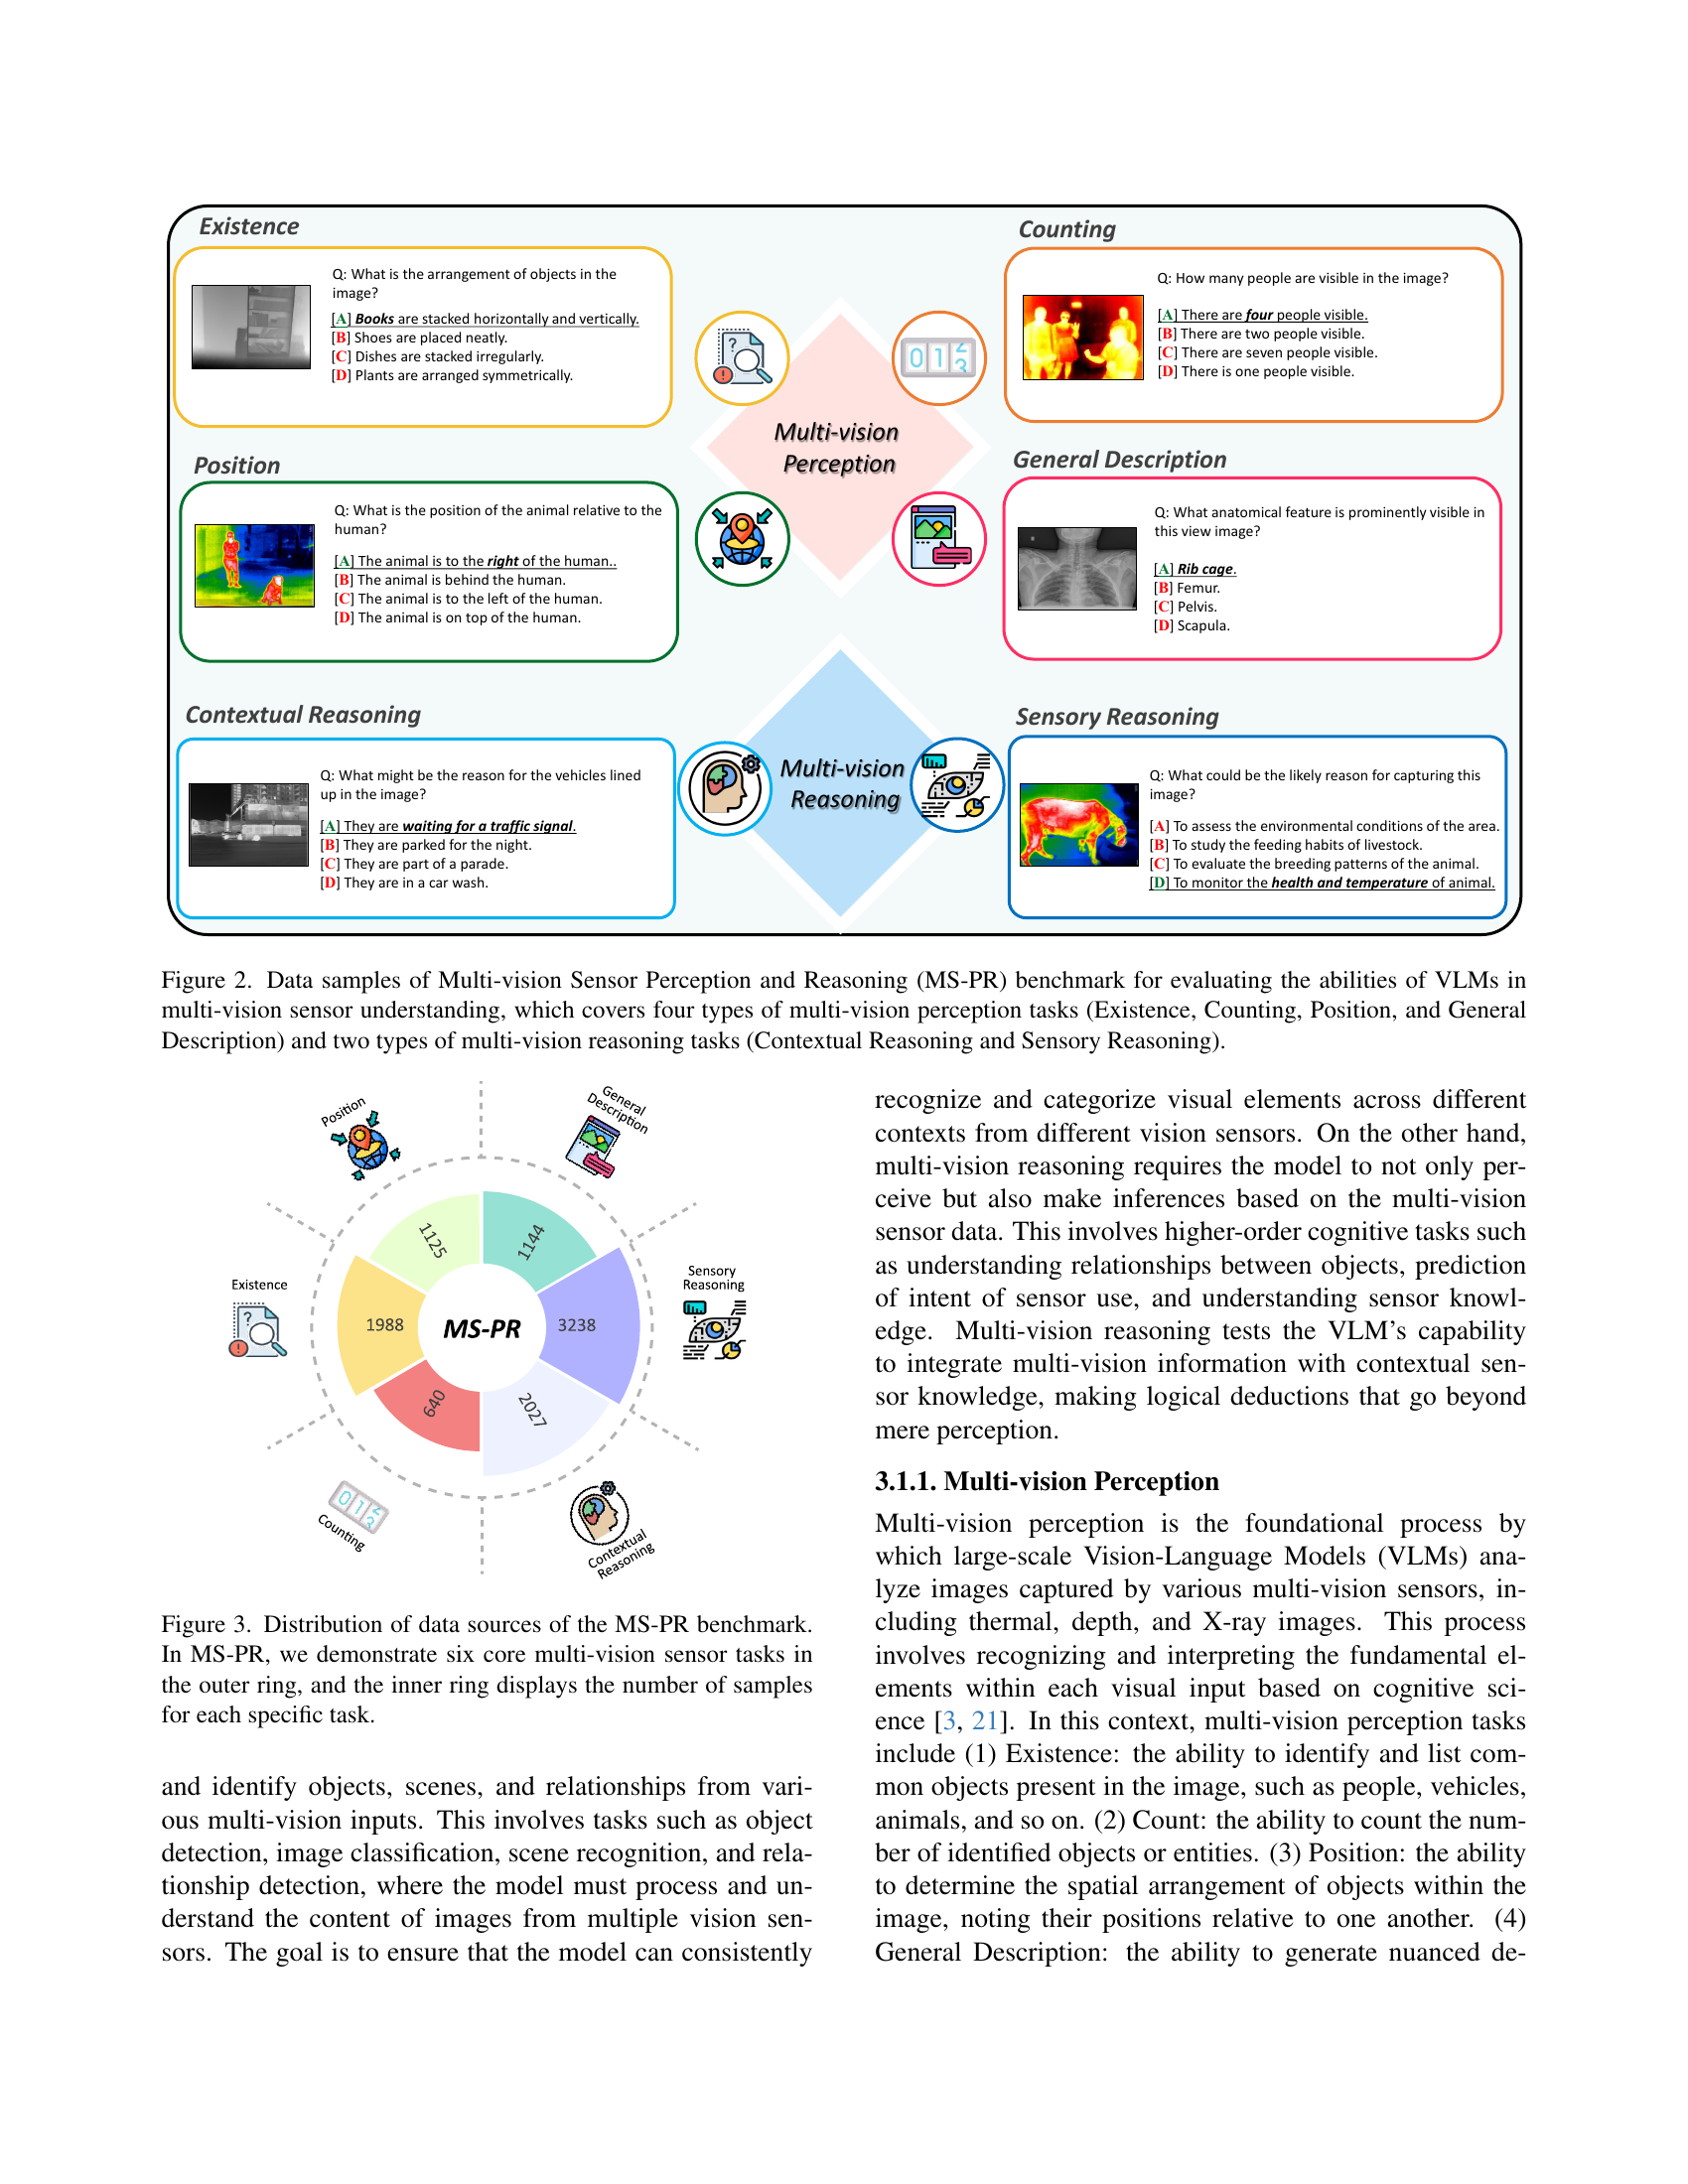 Existence
Q: What is the arrangement of objects in the
image?
[A] Books are stacked horizontally and vertically.
[B] Shoes are placed neatly.
[C] Dishes are stacked irregularly.
[D] Plants are arranged symmetrically.
Counting
Q: How many people are visible in the image?
[A] There are four people visible.
[B] There are two people visible.
[C] There are seven people visible.
[D] There is one people visible.
Multi-vision
Perception
Position
Q: What is the position of the animal relative to the
human?
[A] The animal is to the right of the human..
[B] The animal is behind the human.
[C] The animal is to the left of the human.
[D] The animal is on top of the human.
General Description
Q: What anatomical feature is prominently visible in
this view image?
[A] Rib cage.
[B] Femur.
[C] Pelvis.
[D] Scapula.
Contextual Reasoning
Q: What might be the reason for the vehicles lined
up in the image?
[A] They are waiting for a traffic signal.
[B] They are parked for the night.
[C] They are part of a parade.
[D] They are in a car wash.
Multi-vision
Reasoning
Sensory Reasoning
Q: What could be the likely reason for capturing this
image?
[A] To assess the environmental conditions of the area.
[B] To study the feeding habits of livestock.
[C] To evaluate the breeding patterns of the animal.
[D] To monitor the health and temperature of animal.
Figure 2. Data samples of Multi-vision Sensor Perception and Reasoning (MS-PR) benchmark for evaluating the abilities of VLMs in
multi-vision sensor understanding, which covers four types of multi-vision perception tasks (Existence, Counting, Position, and General
Description) and two types of multi-vision reasoning tasks (Contextual Reasoning and Sensory Reasoning).
Position
General
Description
1125
1144
Existence
Sensory
Reasoning
1988
MS-PR
3238
640
2027
Counting
Contextual
Reasoning
Figure 3. Distribution of data sources of the MS-PR benchmark.
In MS-PR, we demonstrate six core multi-vision sensor tasks in
the outer ring, and the inner ring displays the number of samples
for each specific task.
and identify objects, scenes, and relationships from vari-
ous multi-vision inputs. This involves tasks such as object
detection, image classification, scene recognition, and rela-
tionship detection, where the model must process and un-
derstand the content of images from multiple vision sen-
sors. The goal is to ensure that the model can consistently
recognize and categorize visual elements across different
contexts from different vision sensors. On the other hand,
multi-vision reasoning requires the model to not only per-
ceive but also make inferences based on the multi-vision
sensor data. This involves higher-order cognitive tasks such
as understanding relationships between objects, prediction
of intent of sensor use, and understanding sensor knowl-
edge. Multi-vision reasoning tests the VLM's capability
to integrate multi-vision information with contextual sen-
sor knowledge, making logical deductions that go beyond
mere perception.
3.1.1. Multi-vision Perception
Multi-vision perception is the foundational process by
which large-scale Vision-Language Models (VLMs) ana-
lyze images captured by various multi-vision sensors, in-
cluding thermal, depth, and X-ray images. This process
involves recognizing and interpreting the fundamental el-
ements within each visual input based on cognitive sci-
ence [3, 21]. In this context, multi-vision perception tasks
include (1) Existence: the ability to identify and list com-
mon objects present in the image, such as people, vehicles,
animals, and so on. (2) Count: the ability to count the num-
ber of identified objects or entities. (3) Position: the ability
to determine the spatial arrangement of objects within the
image, noting their positions relative to one another. (4)
General Description: the ability to generate nuanced de-